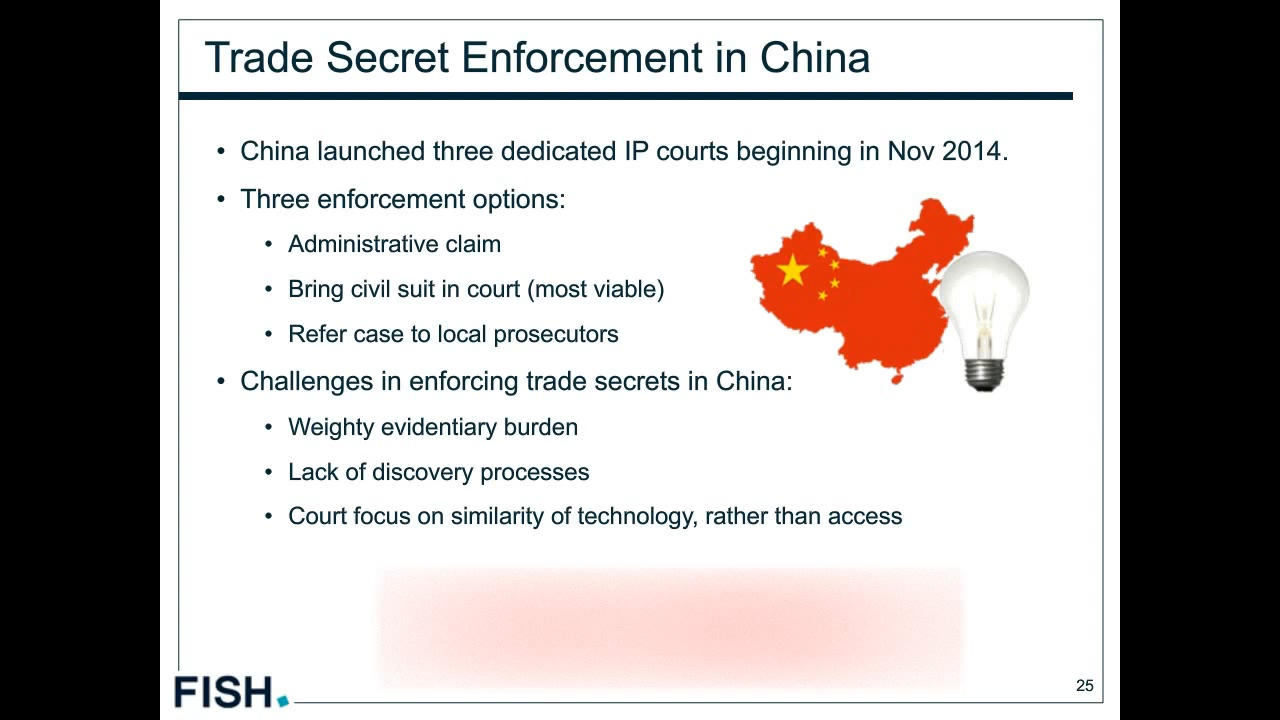 Trade Secret Enforcement in China
• China launched three dedicated IP courts beginning in Nov 2014.
• Three enforcement options:
• Administrative claim
• Bring civil suit in court (most viable)
• Refer case to local prosecutors
• Challenges in enforcing trade secrets in China:
• Weighty evidentiary burden
• Lack of discovery processes
• Court focus on similarity of technology, rather than access
FISH.
25